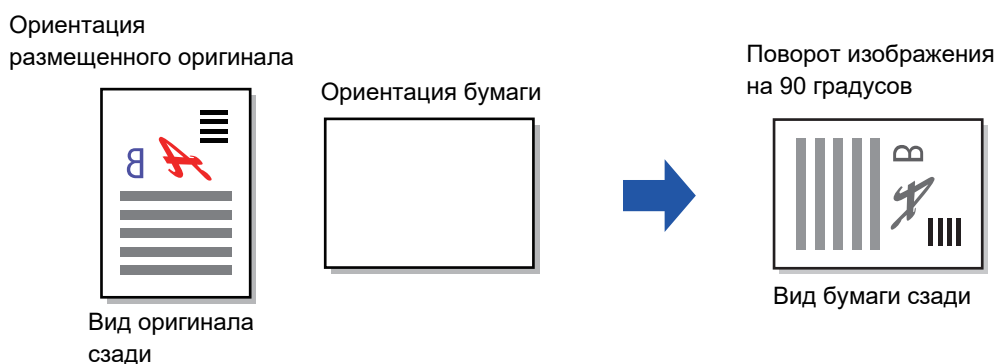 Ориентация
размещенного оригинала
Ориентация бумаги
Поворот изображения
на 90 градусов
B A
B
A
Вид оригинала
сзади
Вид бумаги сзади